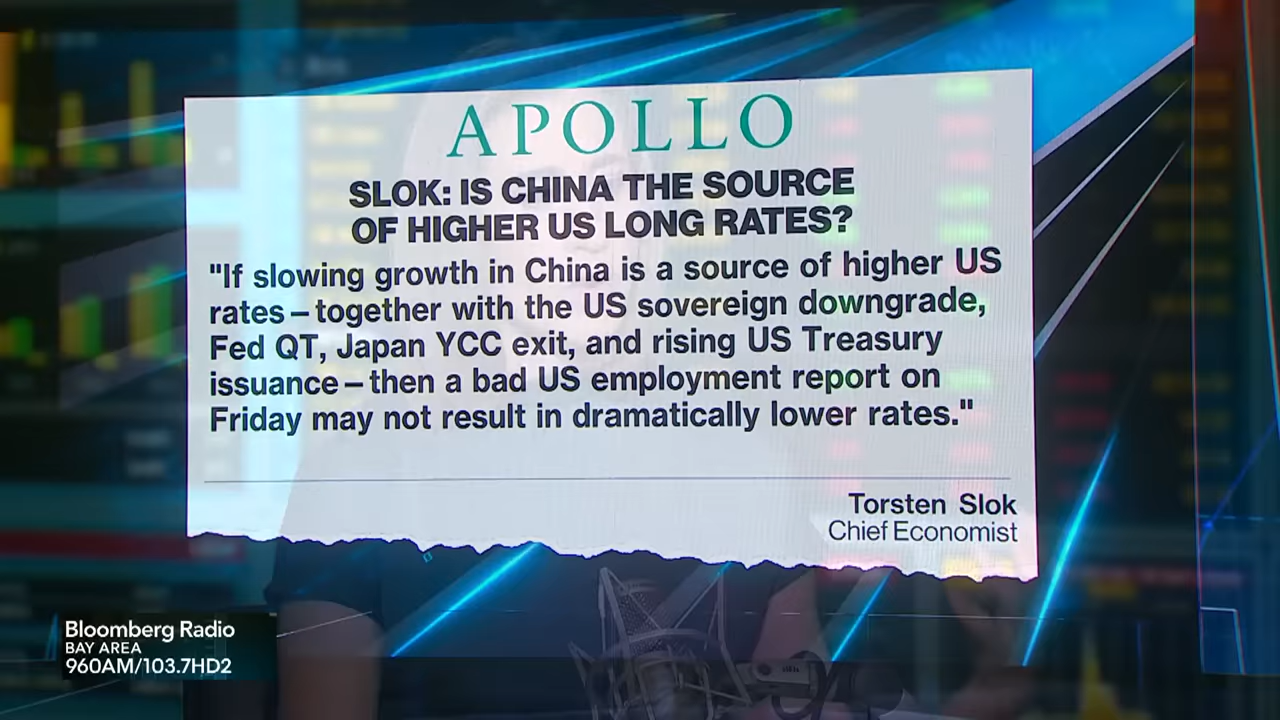 APOLLO
SLOK: IS CHINA THE SOURCE
OF HIGHER US LONG RATES?
"If slowing growth in China is a source of higher US
rates – together with the US sovereign downgrade,
Fed QT, Japan YCC exit, and rising US Treasury
issuance – then a bad US employment report on
Friday may not result in dramatically lower rates."
Torsten Slok
Chief Economist
Bloomberg Radio
BAY AREA
960AM/103.7HD2